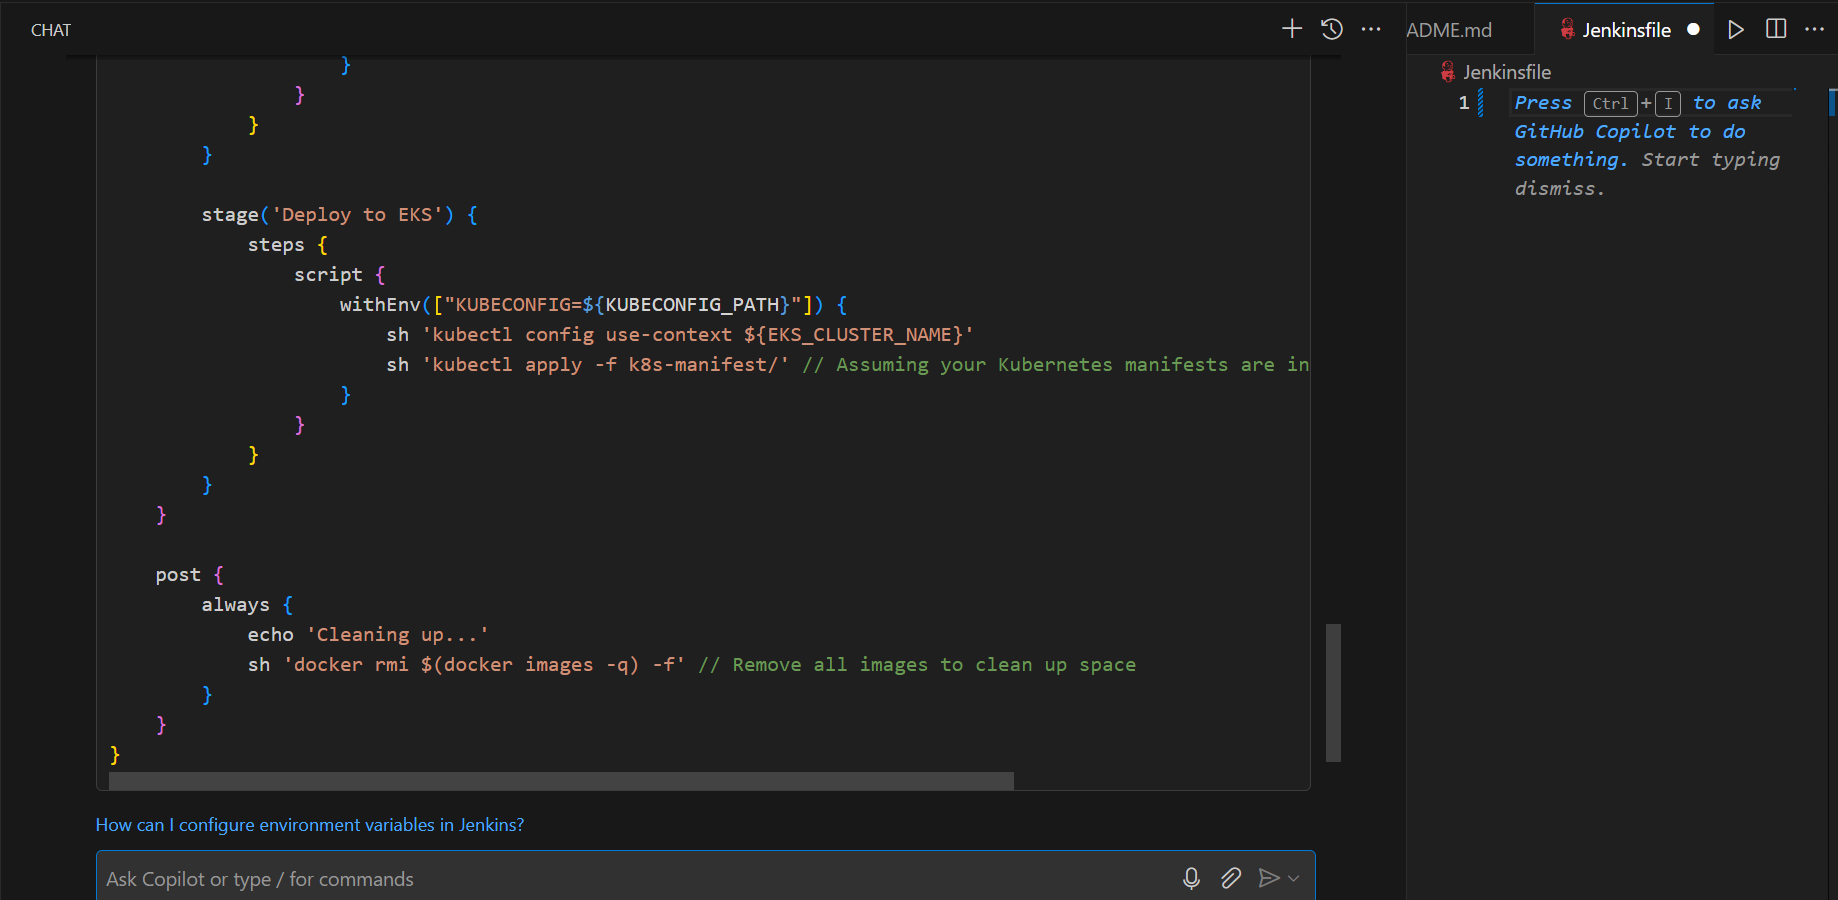 CHAT
}
}
}
}
stage('Deploy to EKS') {
steps {
script {
withEnv(["KUBECONFIG=${KUBECONFIG_PATH}"]) {
sh 'kubectl config use-context ${EKS_CLUSTER_NAME}'
sh 'kubectl apply -f k8s-manifest/' // Assuming your Kubernetes manifests are in
}
}
}
}
}
post {
always {
echo 'Cleaning up...'
sh 'docker rmi $(docker images -q) -f' // Remove all images to clean up space
}
}
}
How can I configure environment variables in Jenkins?
Ask Copilot or type / for commands
ADME.md
Jenkinsfile
Jenkinsfile
1
Press Ctrl+I to ask
GitHub Copilot to do
something. Start typing
dismiss.